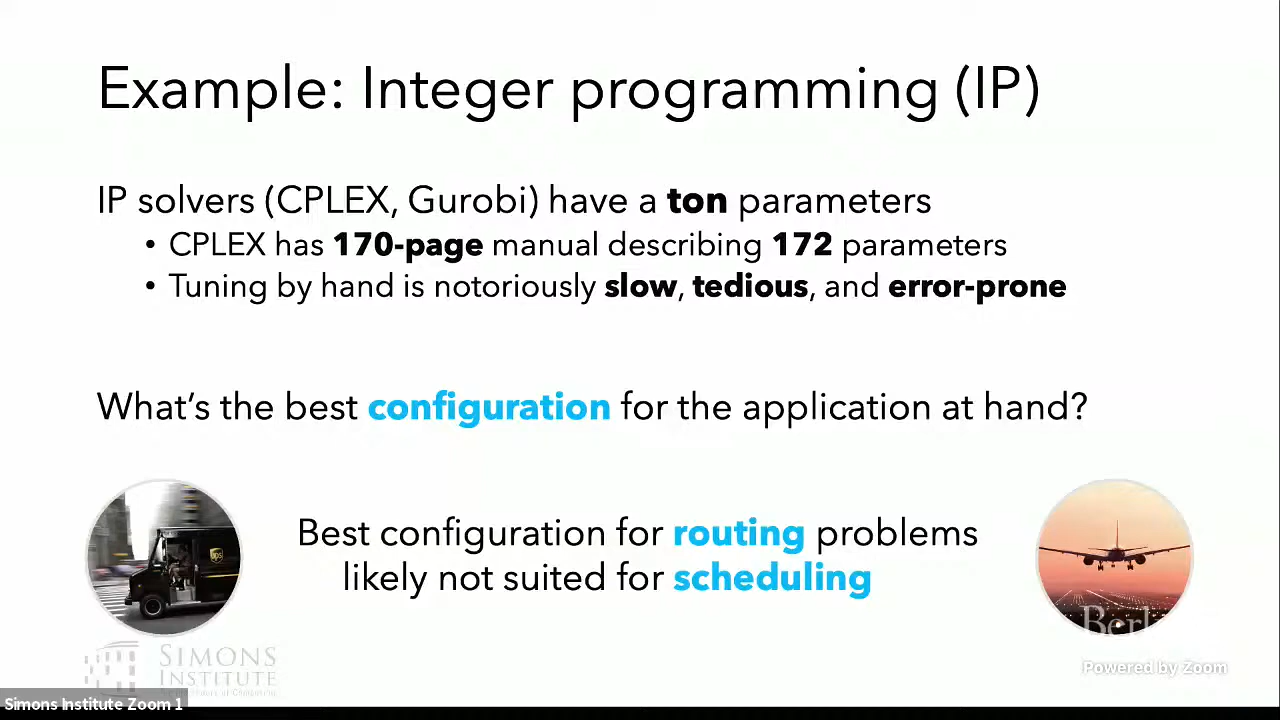 Example: Integer programming (IP)
IP solvers (CPLEX, Gurobi) have a ton parameters
• CPLEX has 170-page manual describing 172 parameters
• Tuning by hand is notoriously slow, tedious, and error-prone
What's the best configuration for the application at hand?
Best configuration for routing problems
likely not suited for scheduling
ups
SIMONS
INSTITUTE
Powered by Zoom
Simons Institute Zoom 1